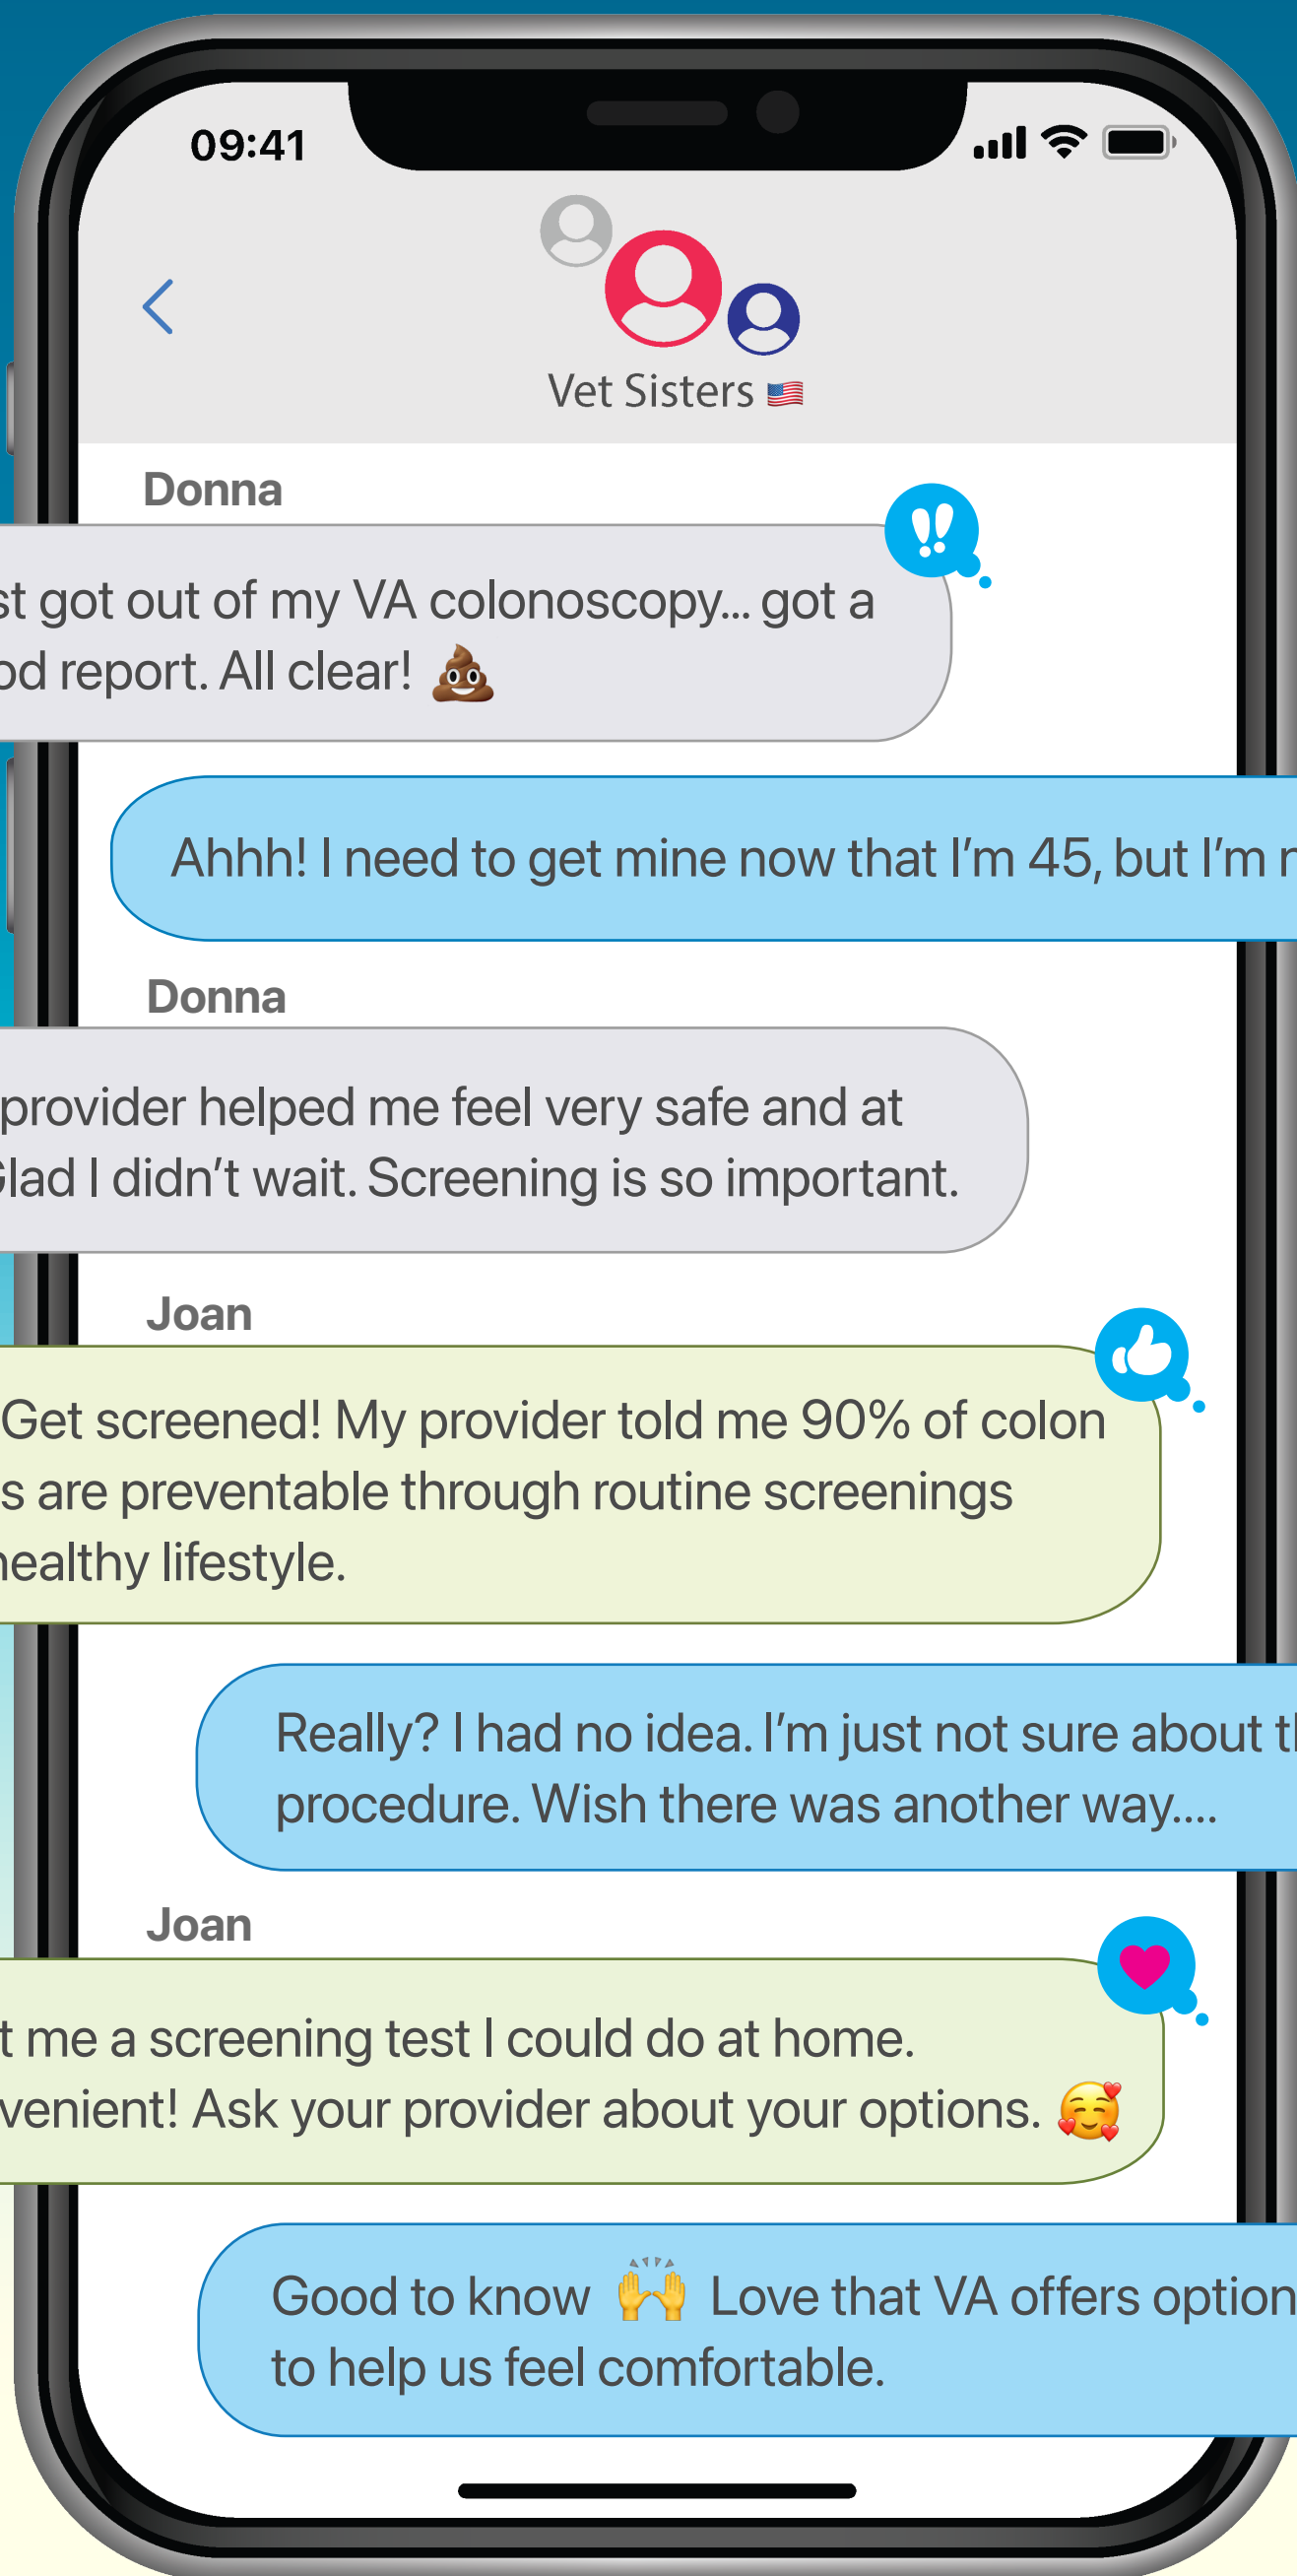 09:41
Vet Sisters 🇺🇸
Donna
got out of my VA colonoscopy... got a
report. All clear! 💩
Ahhh! I need to get mine now that I'm 45, but I'm
Donna
provider helped me feel very safe and at
Glad I didn't wait. Screening is so important.
Joan
Get screened! My provider told me 90% of colon
are preventable through routine screenings
healthy lifestyle.
Really? I had no idea. I'm just not sure about
procedure. Wish there was another way....
Joan
me a screening test I could do at home.
Ask your provider about your options. 🥰
Good to know 🙌 Love that VA offers option
to help us feel comfortable.